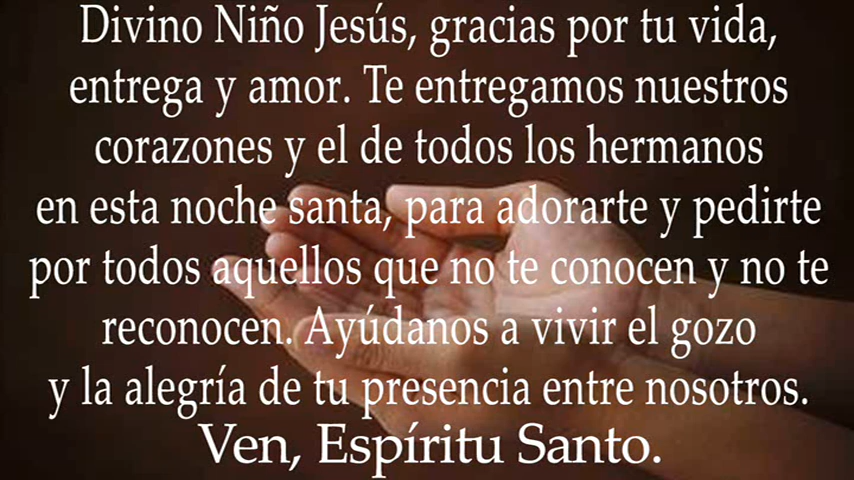 Divino Niño Jesús, gracias por tu vida,
entrega y amor. Te entregamos nuestros
corazones y el de todos los hermanos
en esta noche santa, para adorarte y pedirte
por todos aquellos que no te conocen y no te
reconocen. Ayúdanos a vivir el gozo
y la alegría de tu presencia entre nosotros.
Ven, Espíritu Santo.